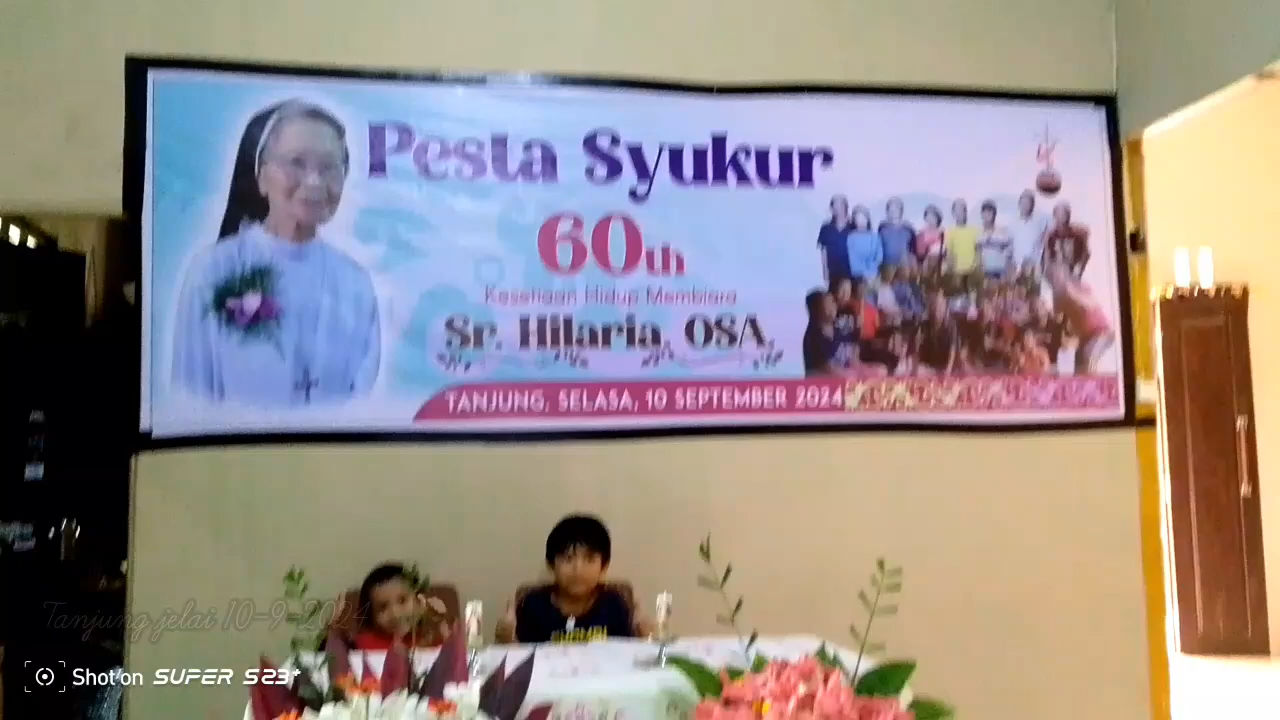 Pesta Syukur
60th
Kesetiaan Hidup Membiara
Sr. Hilaria, OSA.
TANJUNG, SELASA, 10 SEPTEMBER 2024
Tanjung jelai 10-9-2024
Shot on SUPER S23+